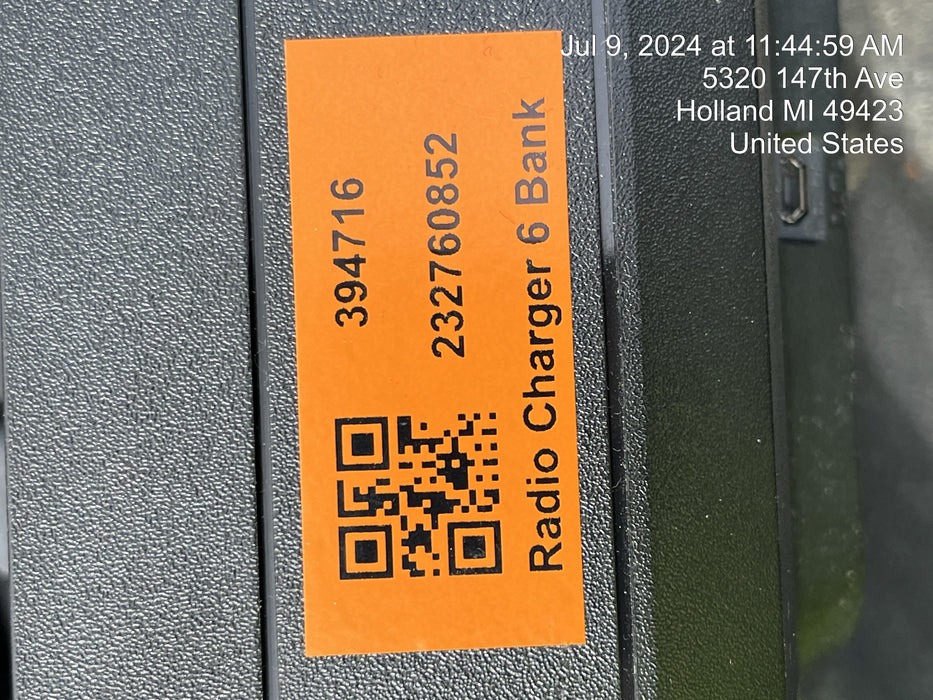 Jul 9, 2024 at 11:44:59 AM
5320 147th Ave
Holland MI 49423
United States
394716
232760852
Radio Charger 6 Bank